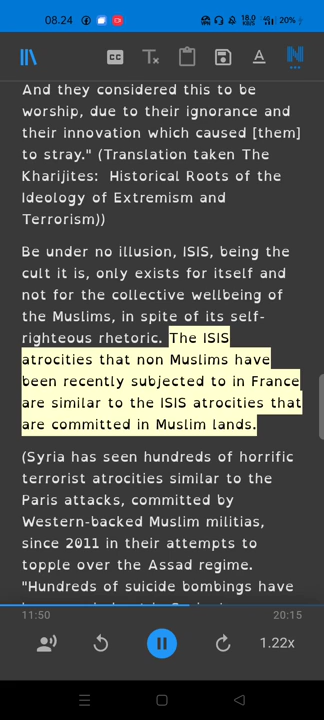 08.24
18.0 KB/S 4G 20%
CC T A N
And they considered this to be
worship, due to their ignorance and
their innovation which caused [them]
to stray." (Translation taken The
Kharijites: Historical Roots of the
Ideology of Extremism and
Terrorism))
Be under no illusion, ISIS, being the
cult it is, only exists for itself and
not for the collective wellbeing of
the Muslims, in spite of its self-
righteous rhetoric. The ISIS
atrocities that non Muslims have
been recently subjected to in France
are similar to the ISIS atrocities that
are committed in Muslim lands.
(Syria has seen hundreds of horrific
terrorist atrocities similar to the
Paris attacks, committed by
Western-backed Muslim militias,
since 2011 in their attempts to
topple over the Assad regime.
"Hundreds of suicide bombings have
11:50 20:15
1.22x